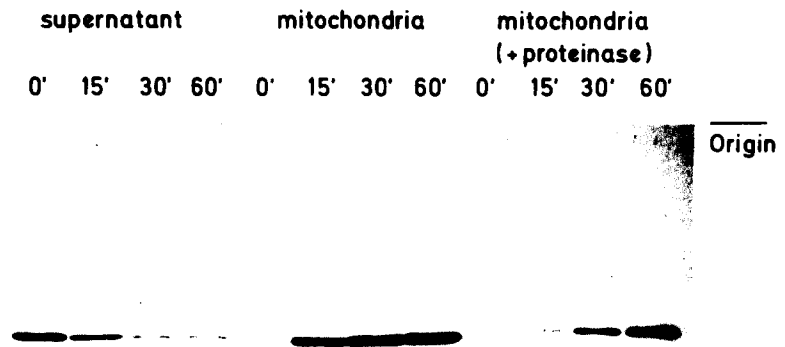 supernatant mitochondria mitochondria
(+proteinase)
0' 15' 30' 60' 0' 15' 30' 60' 0' 15' 30' 60'
Origin